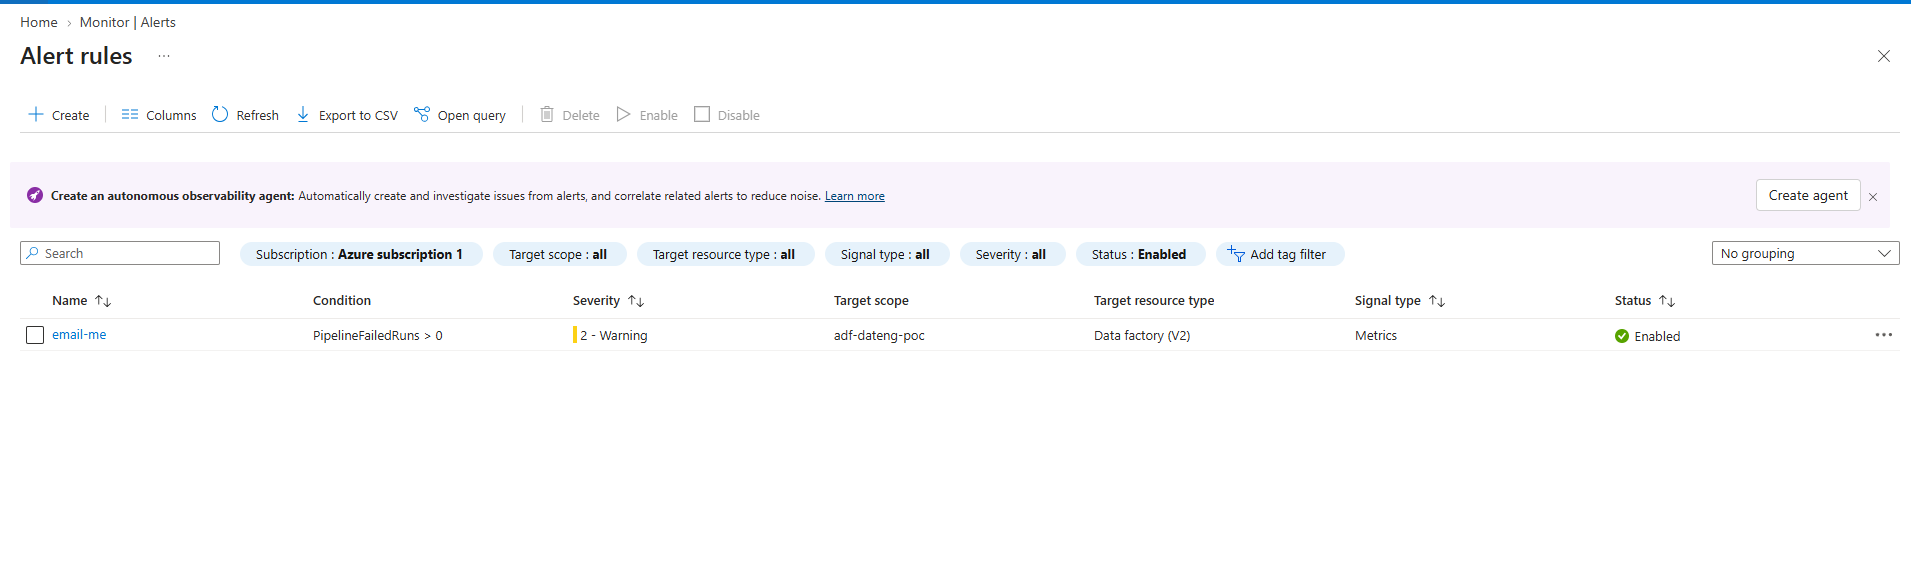 Home > Monitor | Alerts
Alert rules ...
Create Columns Refresh Export to CSV Open query Delete Enable Disable
Create an autonomous observability agent: Automatically create and investigate issues from alerts, and correlate related alerts to reduce noise. Learn more Create agent
Search Subscription : Azure subscription 1 Target scope : all Target resource type : all Signal type : all Severity : all Status : Enabled Add tag filter No grouping
Name Condition Severity Target scope Target resource type Signal type Status
email-me PipelineFailedRuns > 0 2 - Warning adf-dateng-poc Data factory (V2) Metrics Enabled